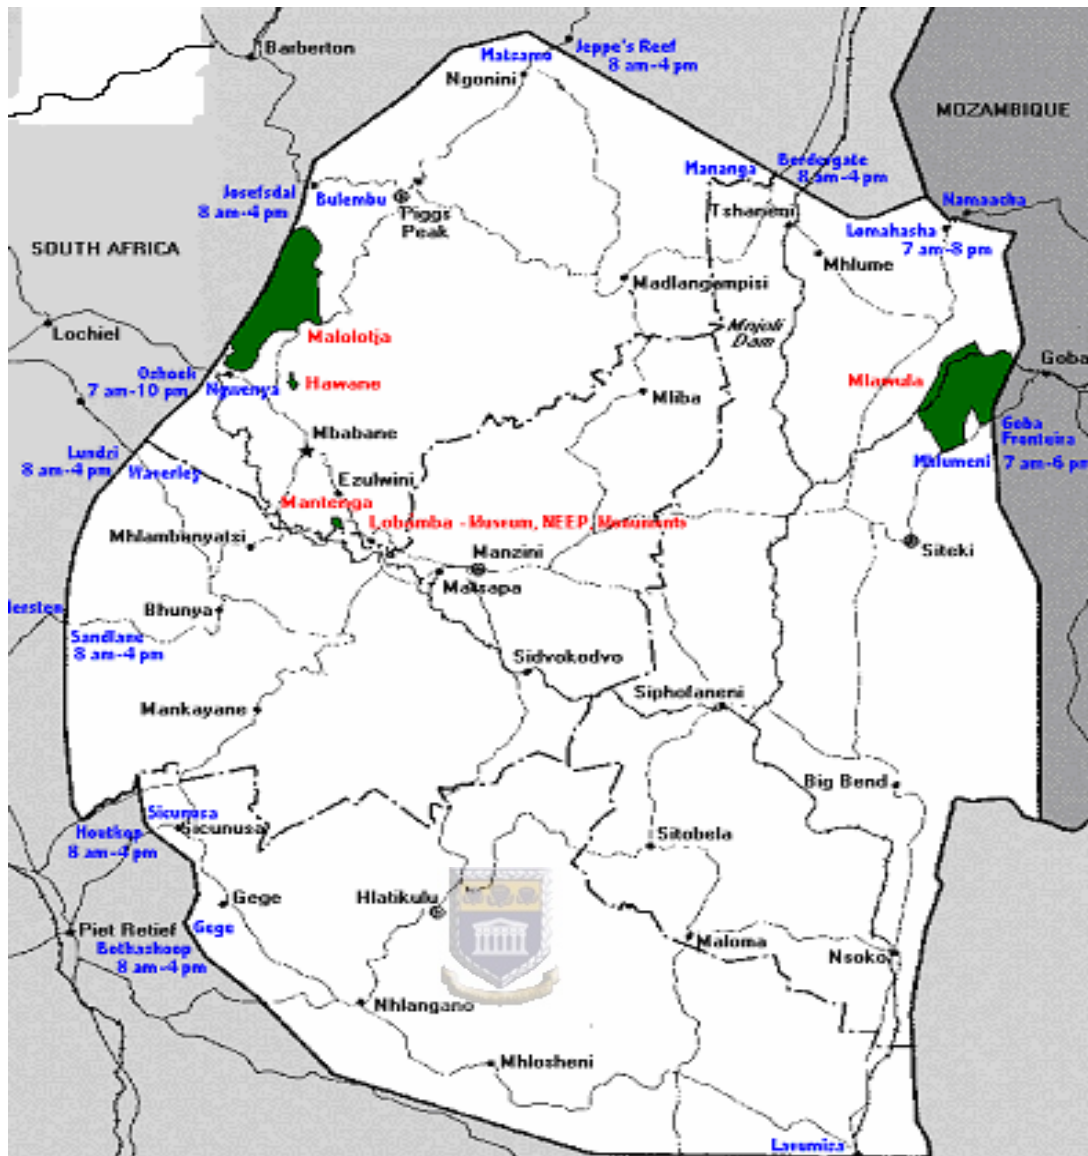 Barberton
Jeppe's Reef
8 am-4 pm
Matsamo
Ngonini
MOZAMBIQUE
Mananga
Bordergate
8 am-4 pm
Josefsdal
8 am-4 pm
Bulembu
Piggs
Peak
Tshaneni
Namaacha
Lomahasha
7 am-8 pm
SOUTH AFRICA
Mhlume
Madlangampisi
Lochiel
Malolotja
Mnjoli
Dam
Oshoek
7 am-10 pm
Ngwenya
Hawane
Mliba
Mlawula
Goba
Mbabane
Lundzi
8 am-4 pm
Waverley
Goba
Fronteira
7 am-6 pm
Mhlumeni
Ezulwini
Mantenga
Lobamba - Museum, NEEP, Monuments
Mhlambanyatsi
Manzini
Siteki
Matsapa
Bhunya
Sandlane
8 am-4 pm
Sidvokodvo
Siphofaneni
Mankayane
Big Bend
Sicunusa
Sicunusa
Houtkop
8 am-4 pm
Sitobela
Gege
Hlatikulu
Piet Retief
Gege
Bothashoop
8 am-4 pm
Maloma
Nsoko
Nhlangano
Mhlosheni
Lavumisa